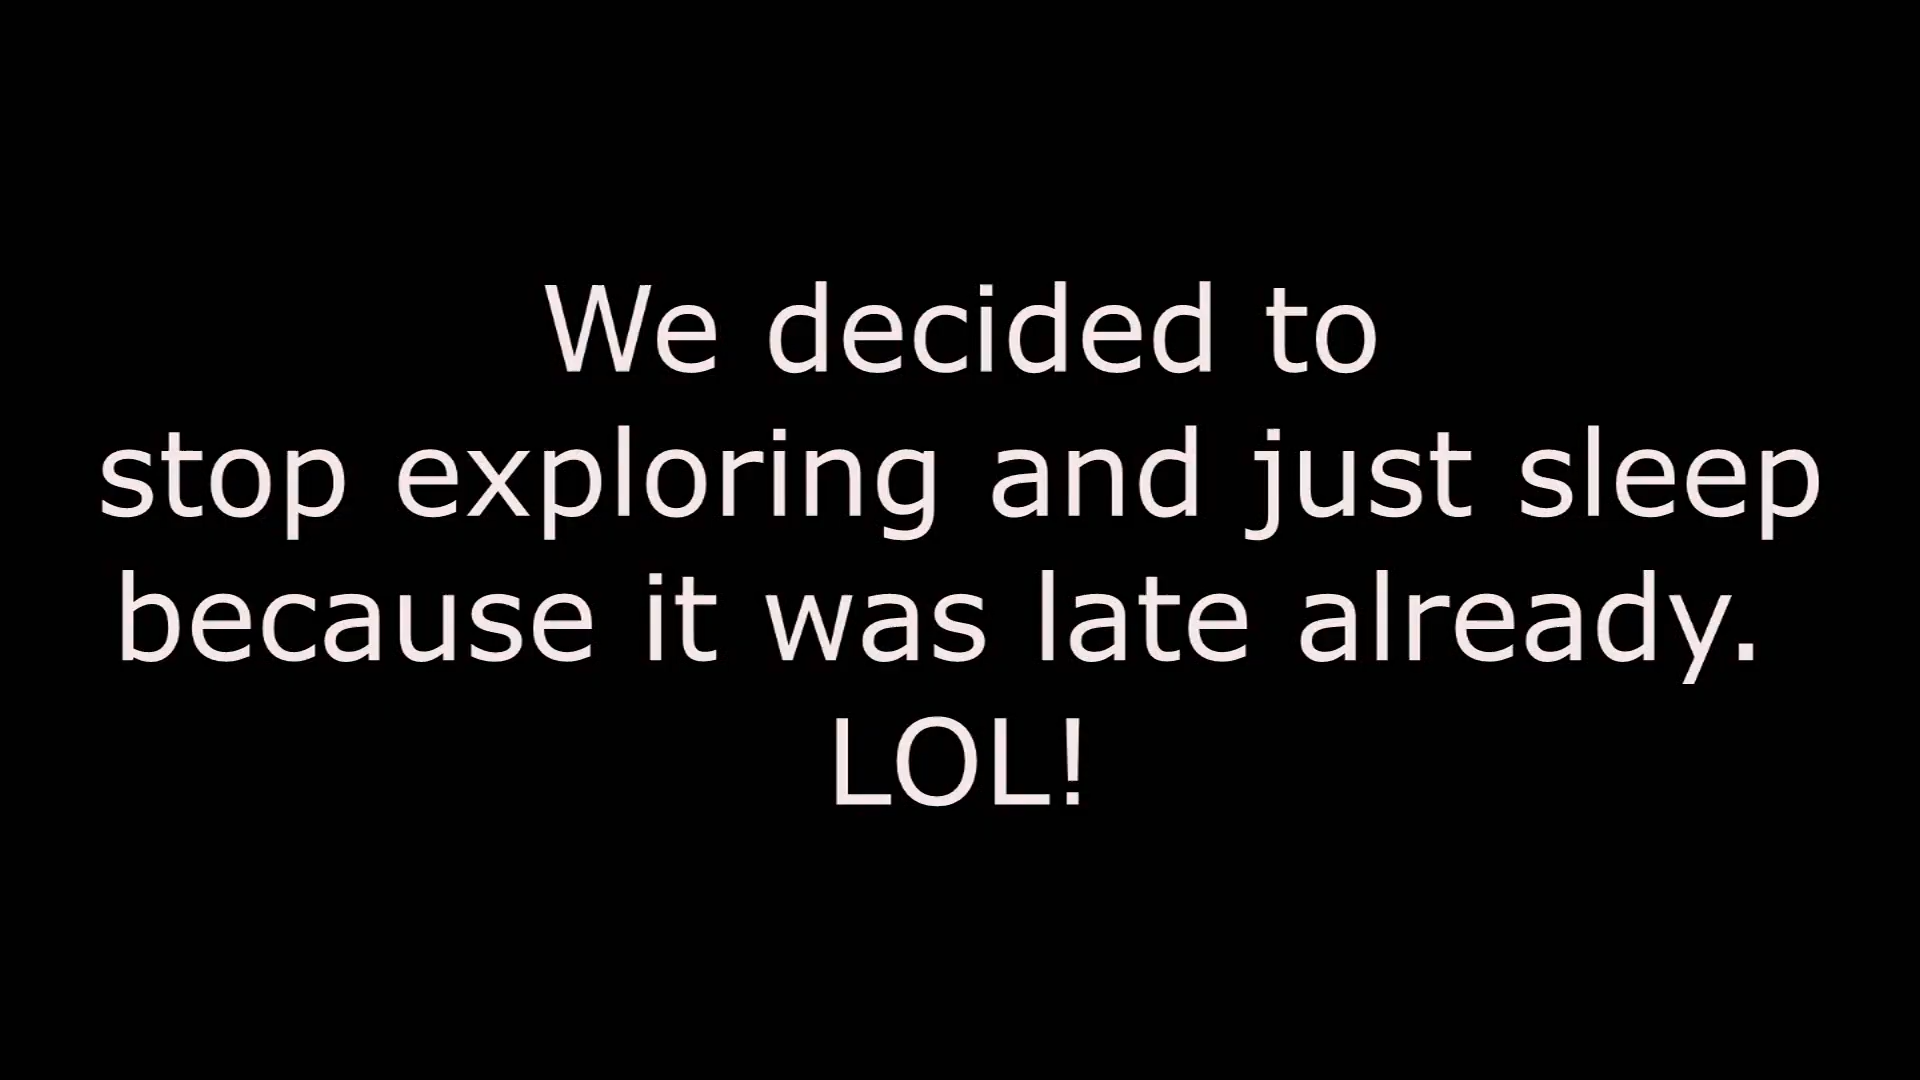 We decided to
stop exploring and just sleep
because it was late already.
LOL!